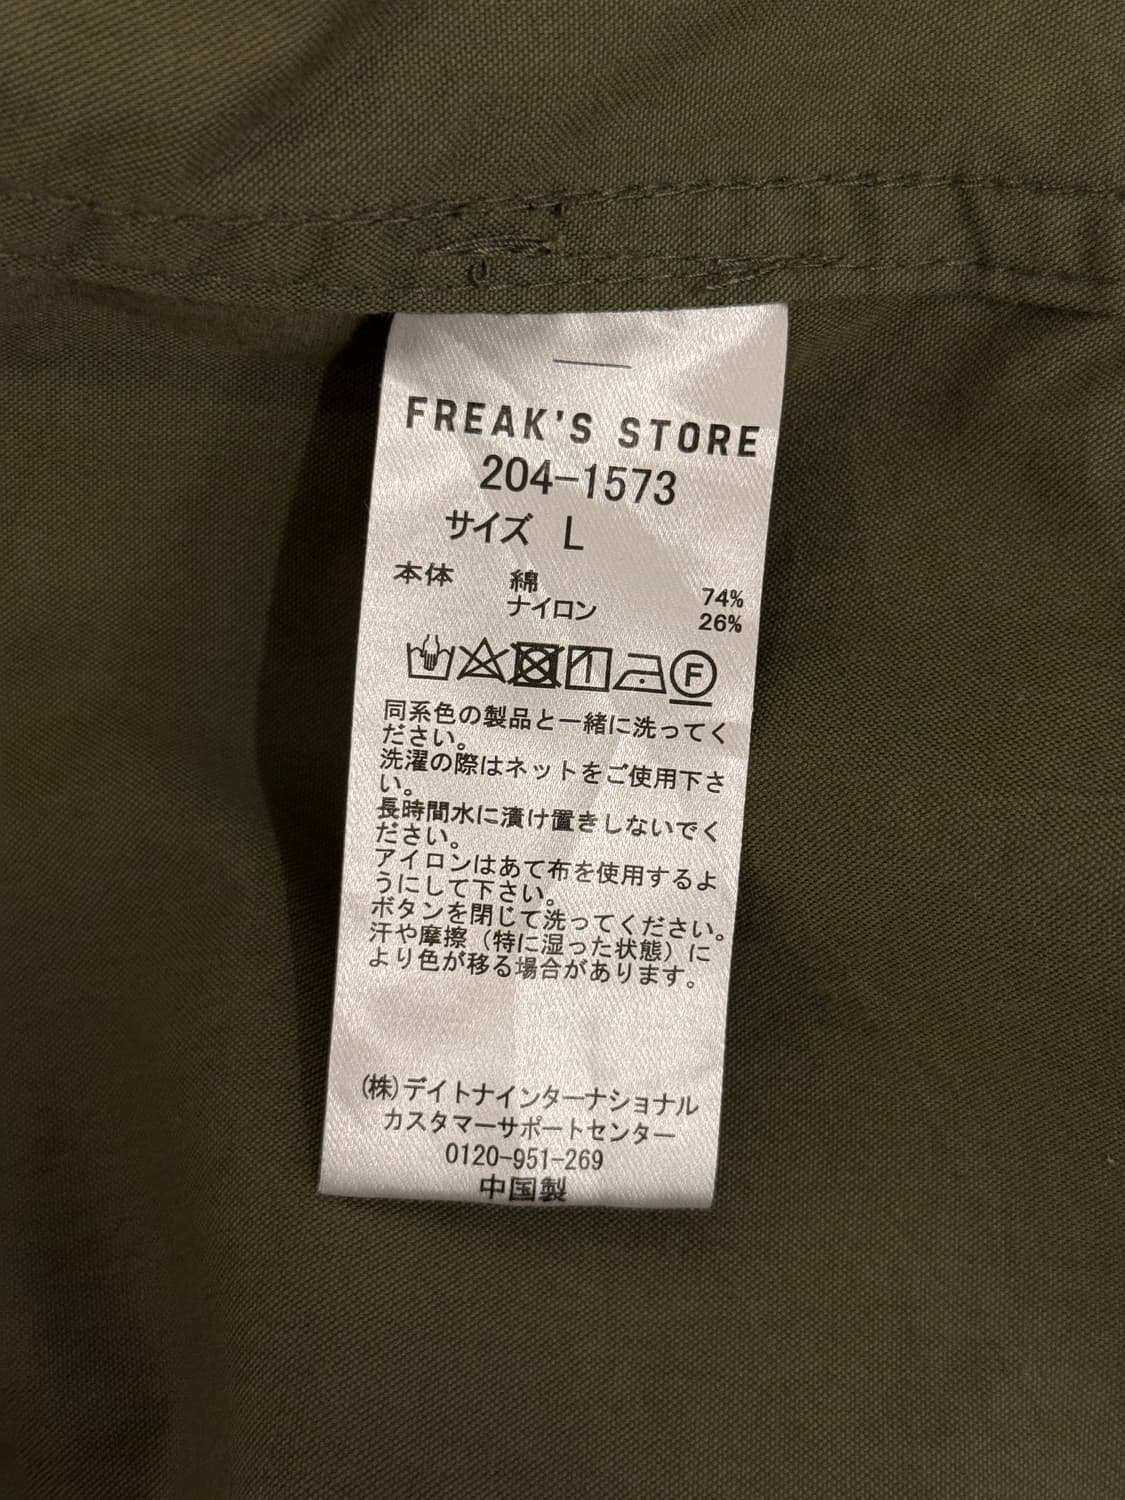 FREAK'S STORE
204-1573
サイズ L
本体 綿 74%
ナイロン 26%
F
同系色の製品と一緒に洗ってく
ださい。
洗濯の際はネットをご使用下さ
い。
長時間水に漬け置きしないでく
ださい。
アイロンはあて布を使用するよ
うにして下さい。
ボタンを閉じて洗ってください。
汗や摩擦（特に湿った状態）に
より色が移る場合があります。
(株)デイトナインターナショナル
カスタマーサポートセンター
0120-951-269
中国製